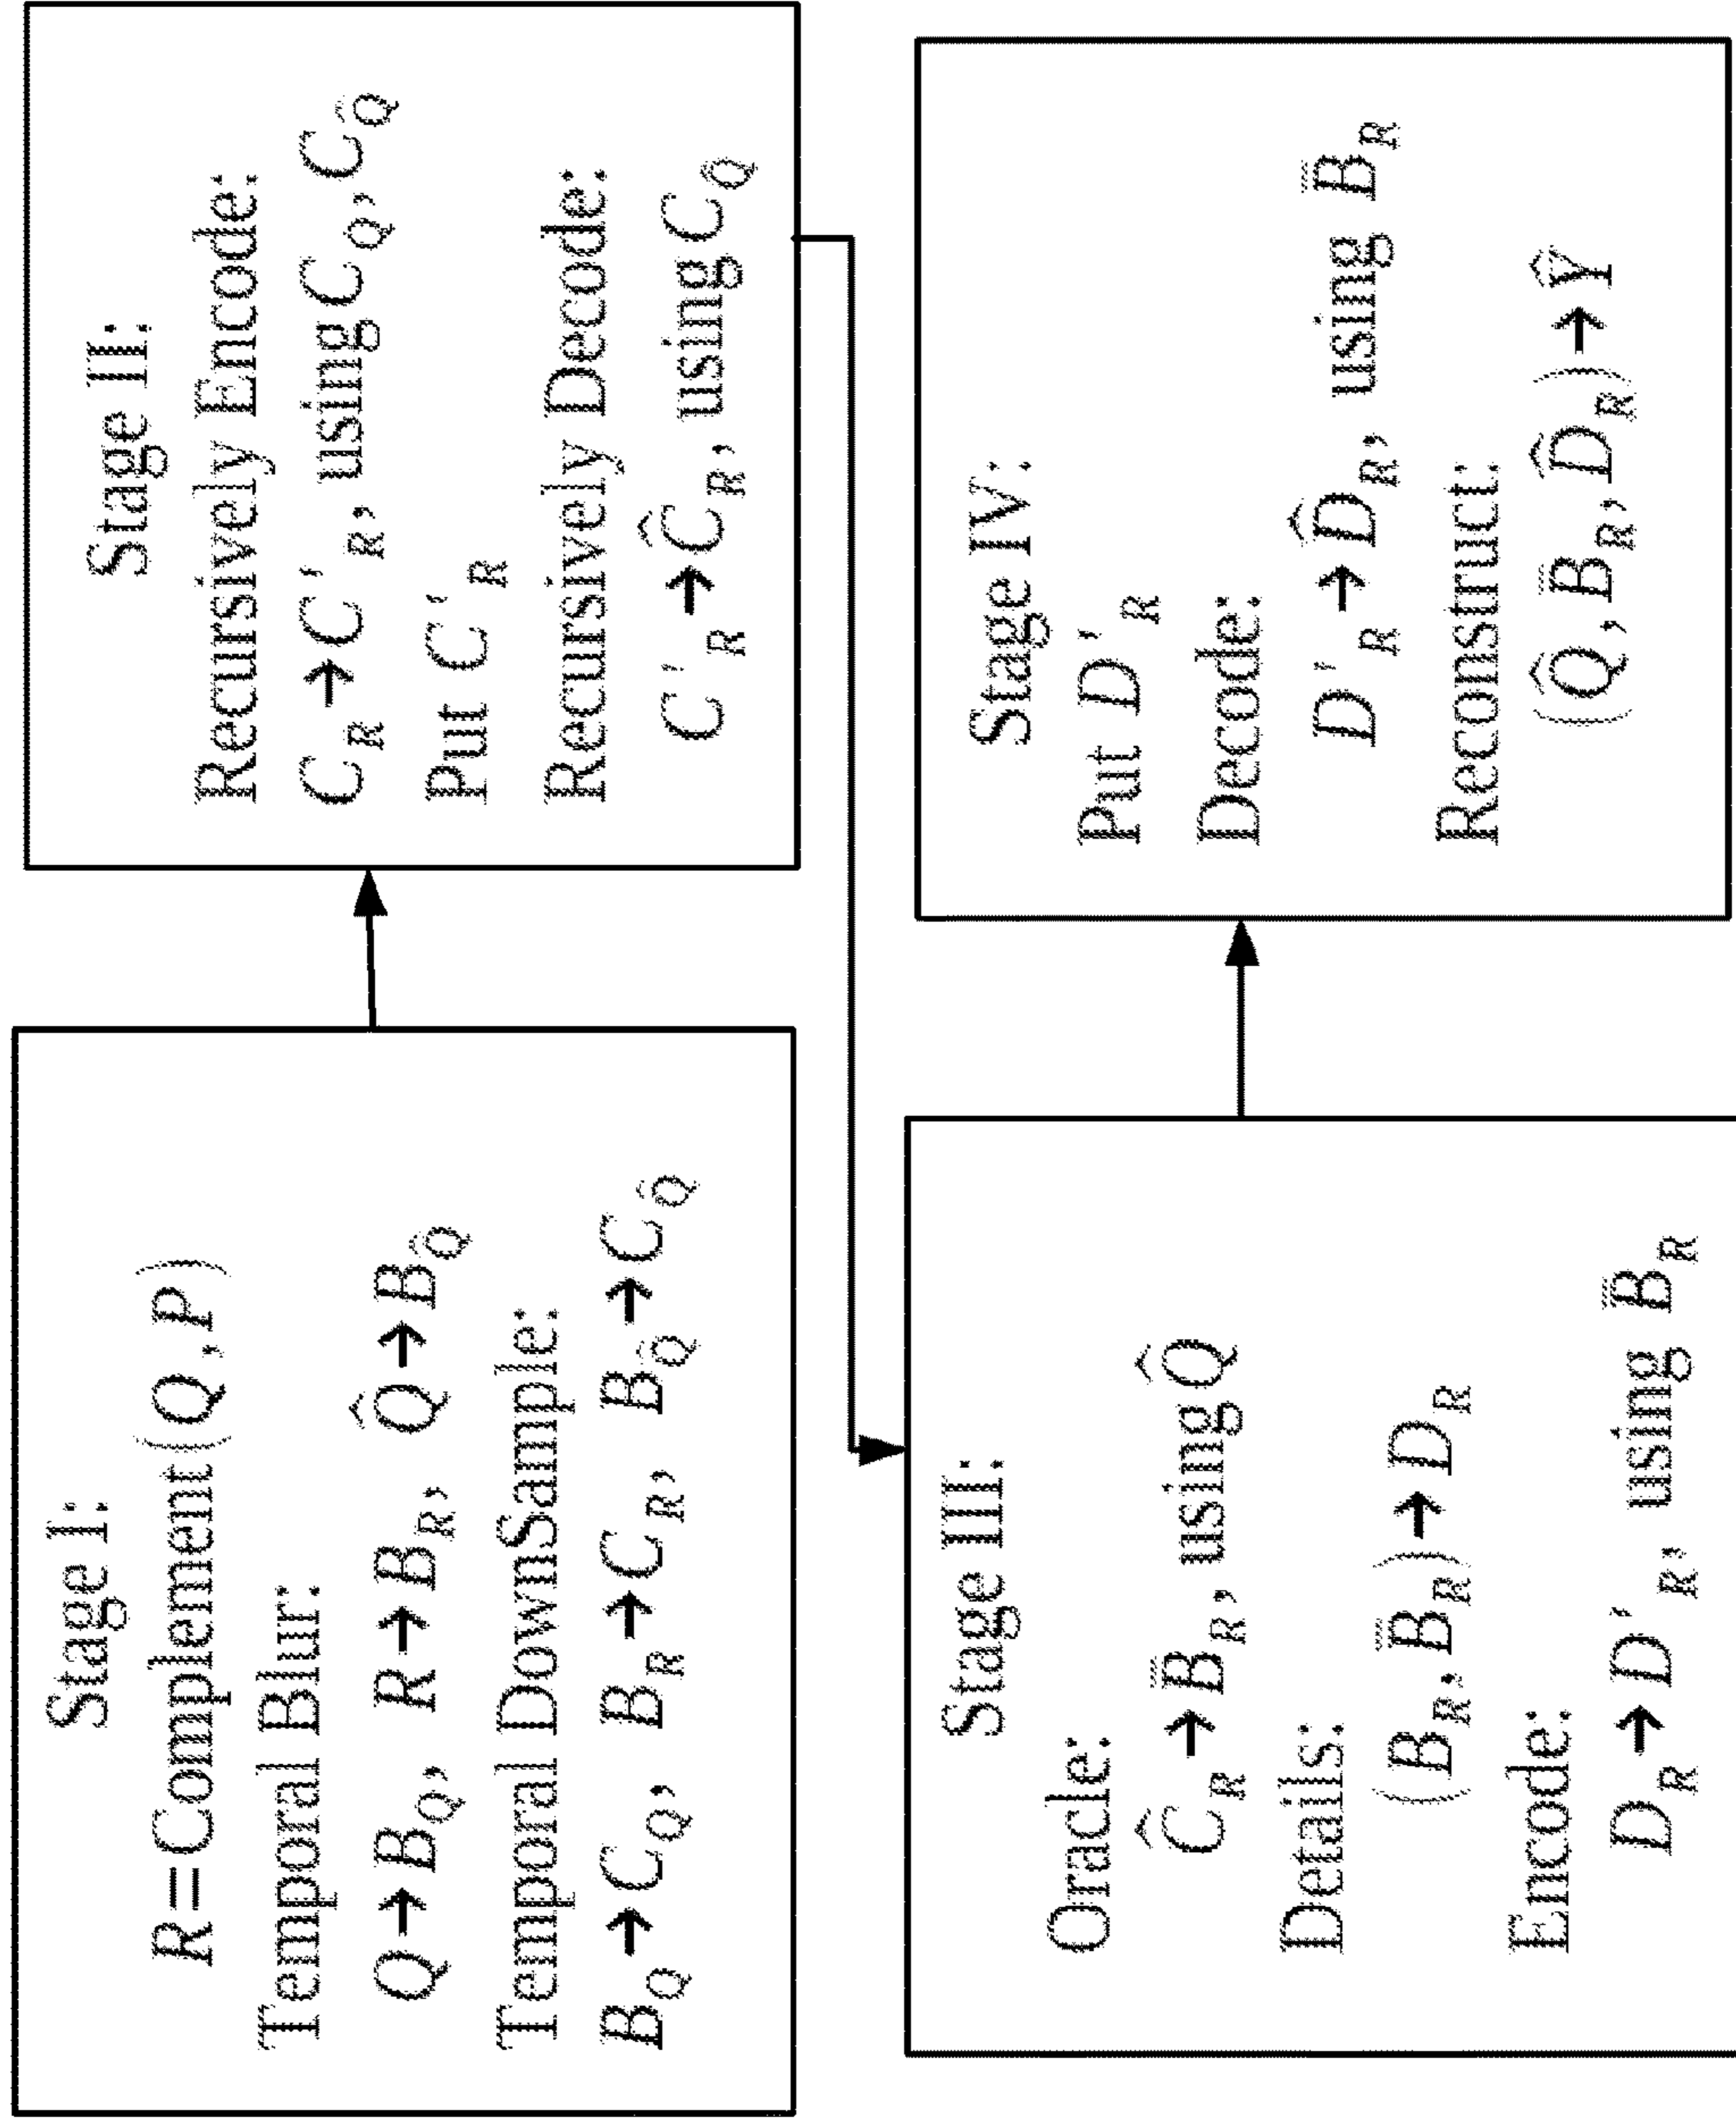 Stage I:
R=Complement(Q,P)
Temporal Blur:
Q→B_Q, R→B_R, Q̂→B_Q̂
Temporal DownSample:
B_Q→C_Q, B_R→C_R, B_Q̂→C_Q̂
Stage II:
Recursively Encode:
C_R→C'_R, using C_Q, C_Q̂
Put C'_R
Recursively Decode:
C'_R→Ĉ_R, using C_Q̂
Stage III:
Oracle:
Ĉ_R→B̿_R, using Q̂
Details:
(B_R, B̿_R)→D_R
Encode:
D_R→D'_R, using B̿_R
Stage IV:
Put D'_R
Decode:
D'_R→D̂_R, using B̿_R
Reconstruct:
(Q̂, B̿_R, D̂_R)→Ŷ